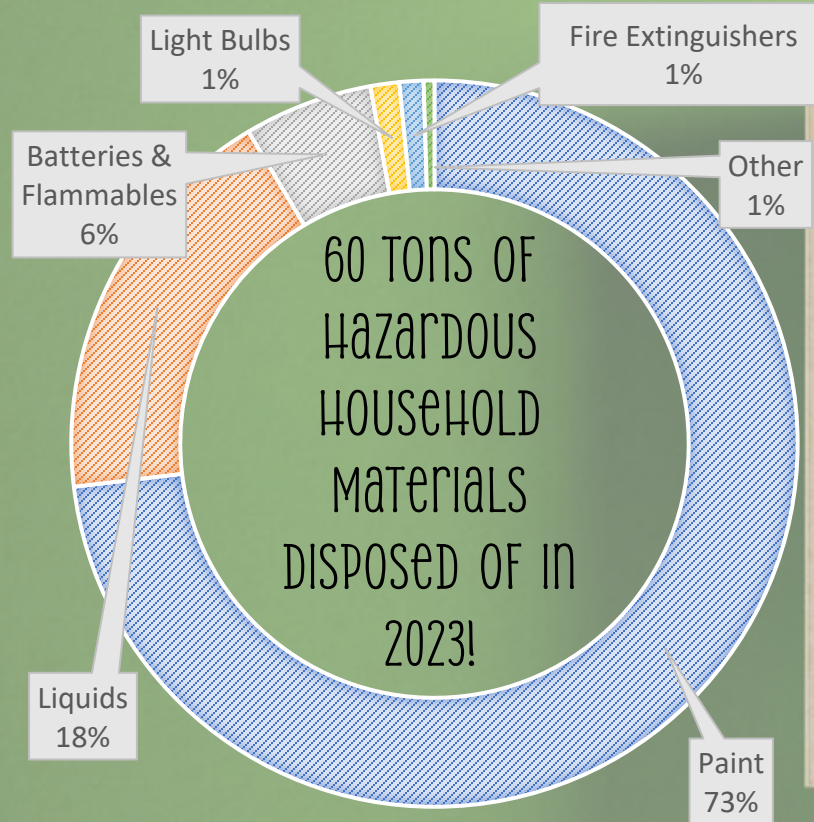 Light Bulbs
1%
Fire Extinguishers
1%
Batteries &
Flammables
6%
Other
1%
60 Tons of
Hazardous
Household
Materials
Disposed of in
2023!
Liquids
18%
Paint
73%